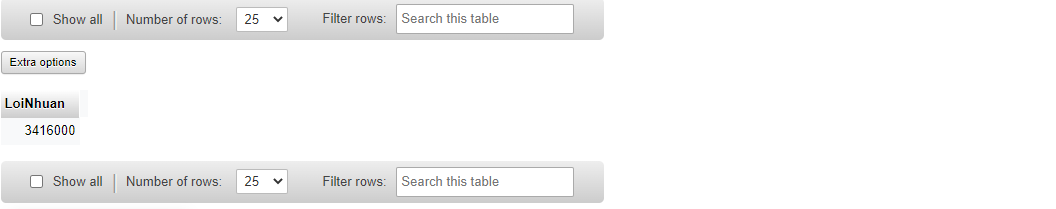 Show all Number of rows: 25 Filter rows: Search this table
Extra options
LoiNhuan
3416000
Show all Number of rows: 25 Filter rows: Search this table